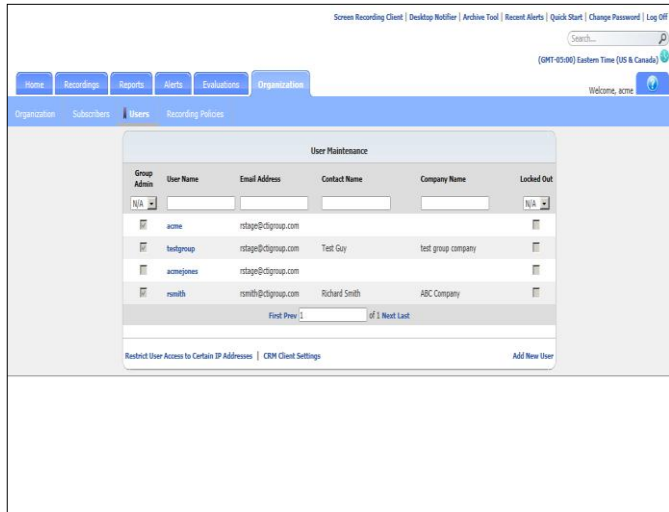 Screen Recording Client | Desktop Notifier | Archive Tool | Recent Alerts | Quick Start | Change Password | Log Off
Search...
(GMT-05:00) Eastern Time (US & Canada)
Home Recordings Reports Alerts Evaluations Organization
Welcome, acme
Organization Subscribers Users Recording Policies
User Maintenance
Group Admin User Name Email Address Contact Name Company Name Locked Out
N/A N/A
acme rstage@ctigroup.com
testgroup rstage@ctigroup.com Test Guy test group company
acmejones rstage@ctigroup.com
rsmith rsmith@ctigroup.com Richard Smith ABC Company
First Prev 1 of 1 Next Last
Restrict User Access to Certain IP Addresses | CRM Client Settings Add New User